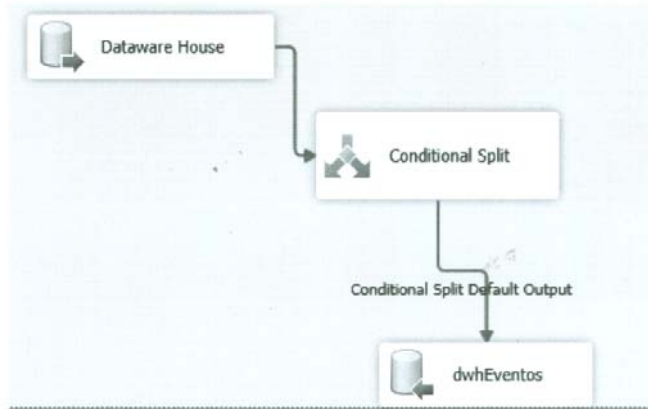 Dataware House
Conditional Split
Conditional Split Default Output
dwhEventos